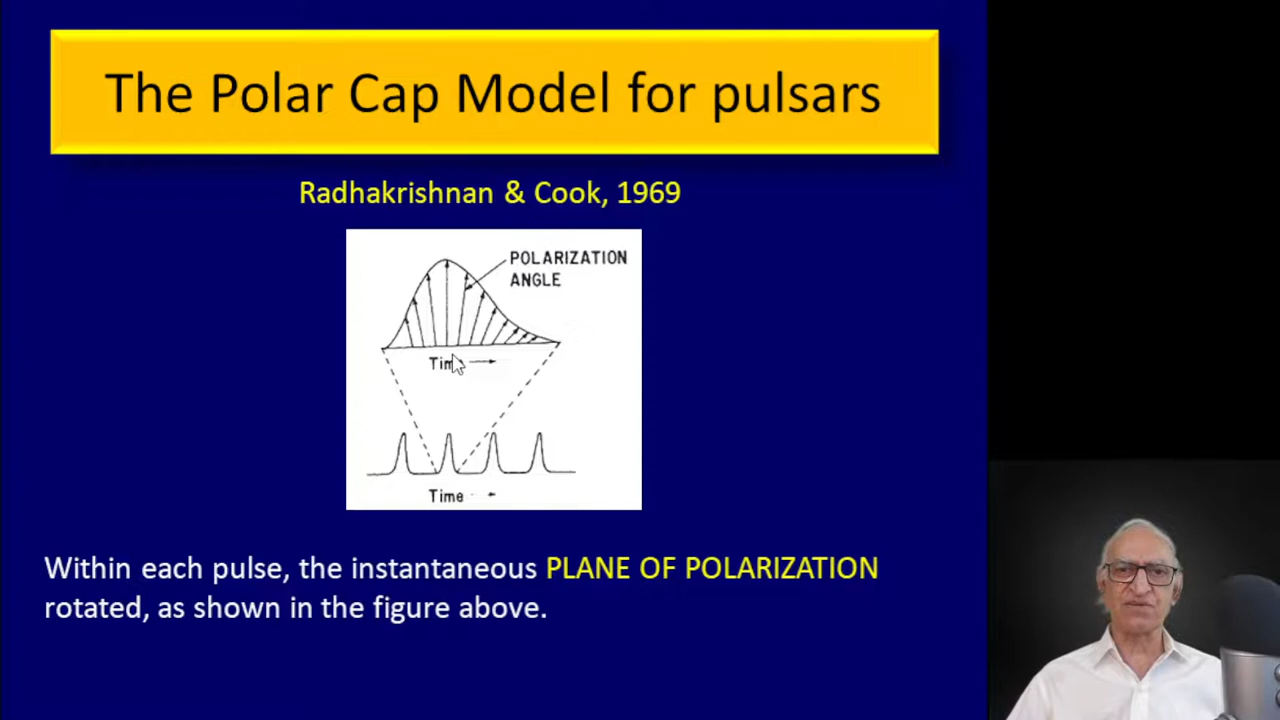 The Polar Cap Model for pulsars
Radhakrishnan & Cook, 1969
POLARIZATION
ANGLE
Time
Time
Within each pulse, the instantaneous PLANE OF POLARIZATION
rotated, as shown in the figure above.